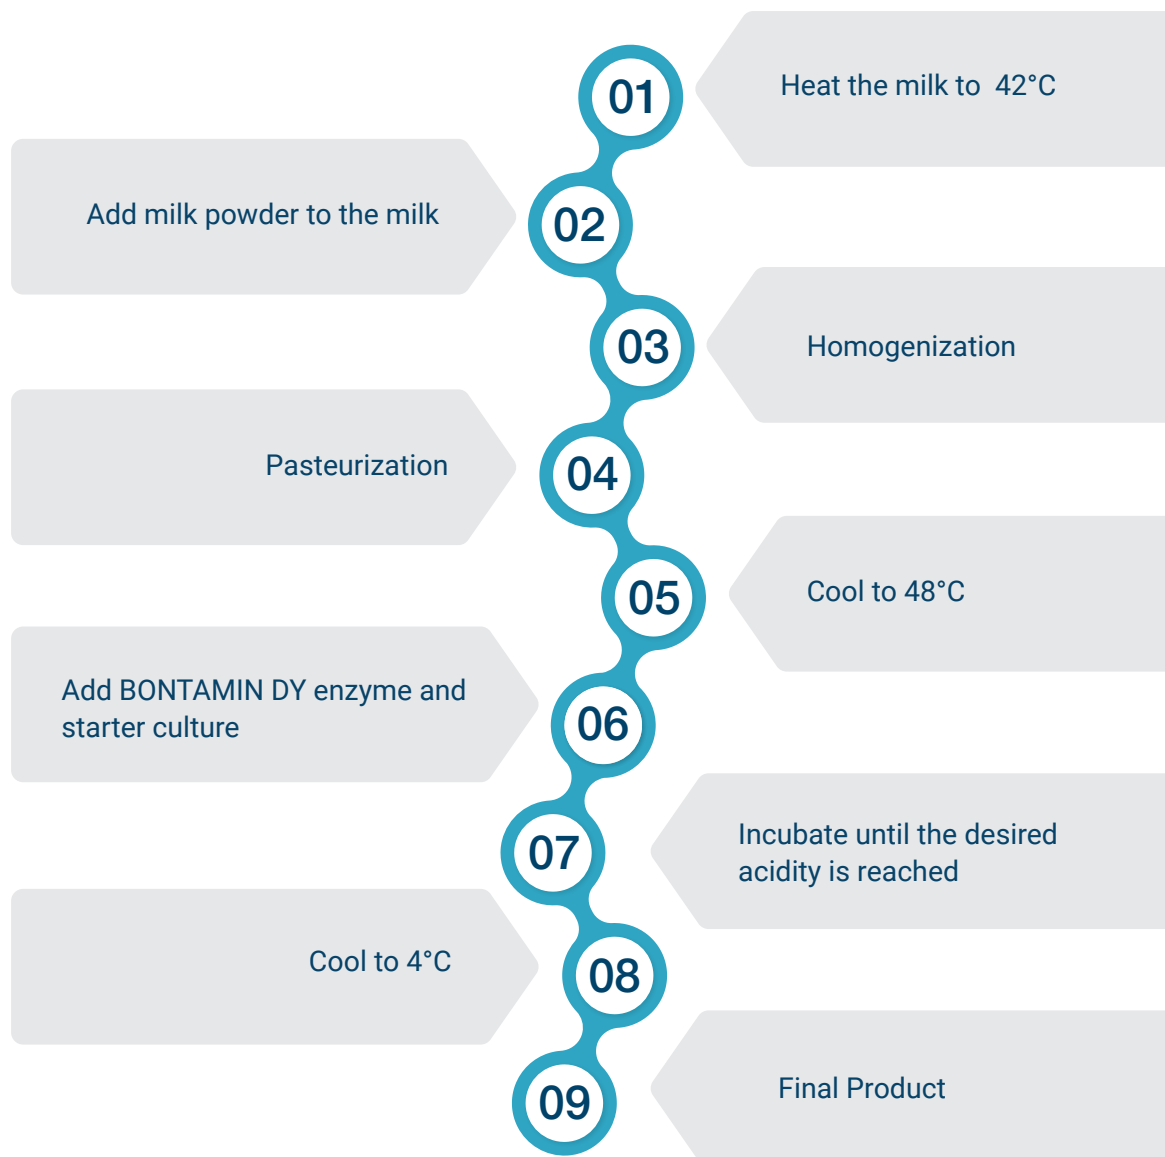 01
Heat the milk to  42°C
02
Add milk powder to the milk
03
Homogenization
04
Pasteurization
05
Cool to 48°C
06
Add BONTAMIN DY enzyme and
starter culture
07
Incubate until the desired
acidity is reached
08
Cool to 4°C
09
Final Product